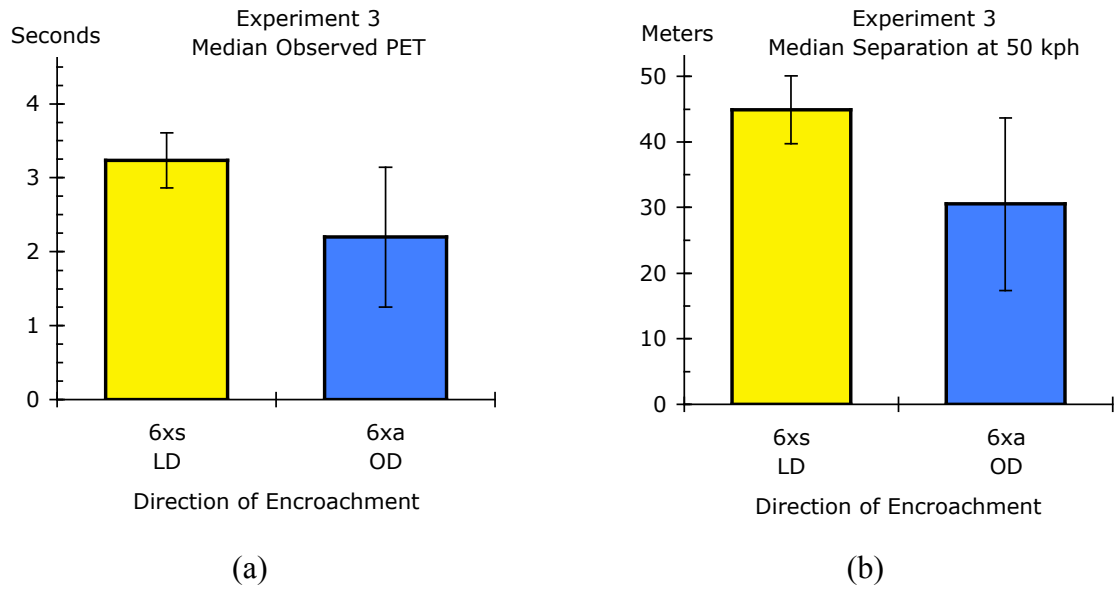 Experiment 3
Median Observed PET
Seconds
4
3
2
1
0
6xs
LD
6xa
OD
Direction of Encroachment
(a)
Experiment 3
Median Separation at 50 kph
Meters
50
40
30
20
10
0
6xs
LD
6xa
OD
Direction of Encroachment
(b)